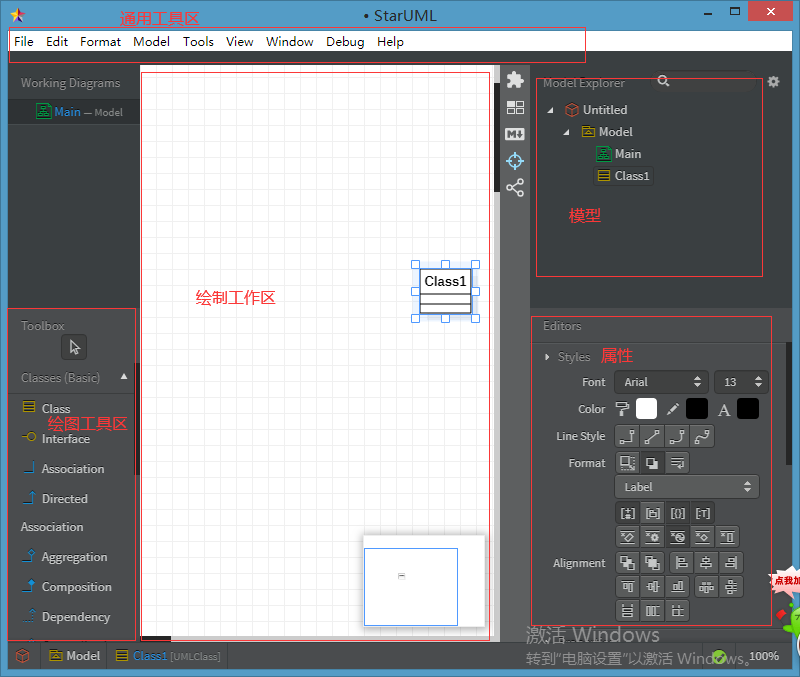 通用工具区
• StarUML
File Edit Format Model Tools View Window Debug Help
Working Diagrams
Main — Model
Model Explorer
Untitled
Model
Main
Class1
模型
M
Class1
绘制工作区
Toolbox
Classes (Basic)
Class
绘图工具区
Interface
Association
Directed
Association
Aggregation
Composition
Dependency
Editors
Styles 属性
Font Arial 13
Color A
Line Style
Format
Label
Alignment
点我加
激活 Windows
转到“电脑设置”以激活 Windows。
Model Class1 [UMLClass] 100%